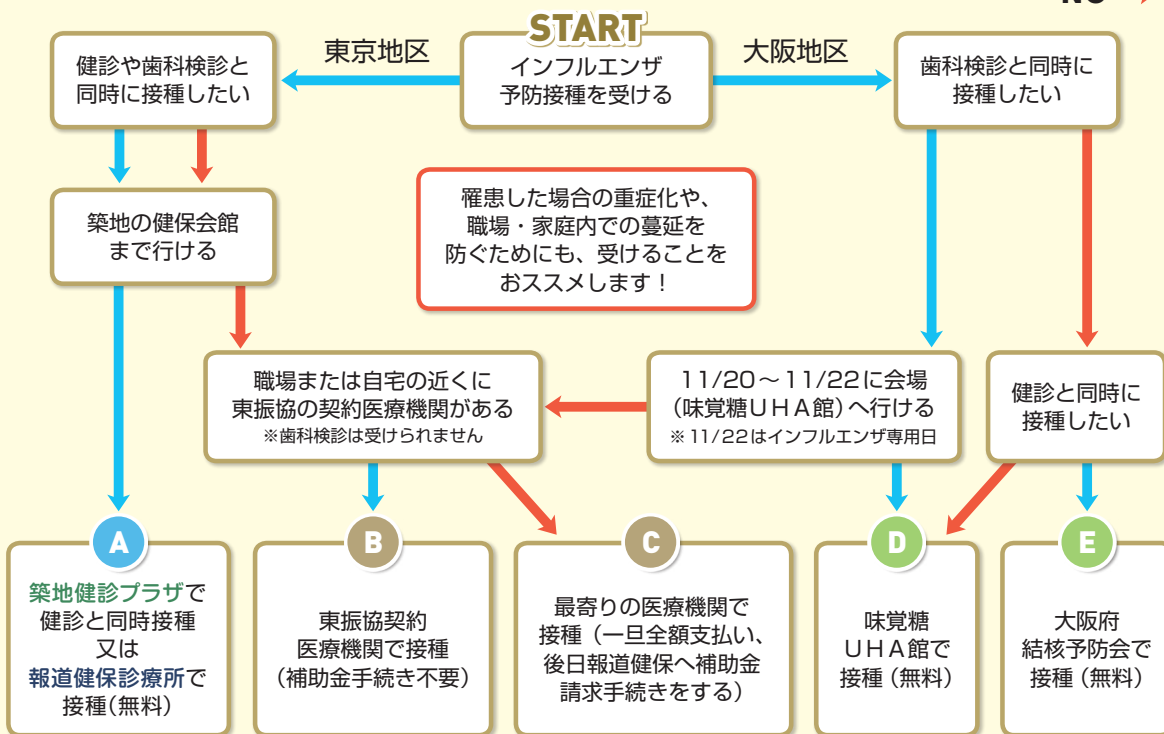 NO
START
インフルエンザ
予防接種を受ける
東京地区
大阪地区
健診や歯科検診と
同時に接種したい
歯科検診と同時に
接種したい
築地の健保会館
まで行ける
罹患した場合の重症化や、
職場・家庭内での蔓延を
防ぐためにも、受けることを
おススメします！
職場または自宅の近くに
東振協の契約医療機関がある
※歯科検診は受けられません
11/20～11/22に会場
（味覚糖UHA館）へ行ける
※11/22はインフルエンザ専用日
健診と同時に
接種したい
A
築地健診プラザで
健診と同時接種
又は
報道健保診療所で
接種（無料）
B
東振協契約
医療機関で接種
（補助金手続き不要）
C
最寄りの医療機関で
接種（一旦全額支払い、
後日報道健保へ補助金
請求手続きをする）
D
味覚糖
UHA館で
接種（無料）
E
大阪府
結核予防会で
接種（無料）